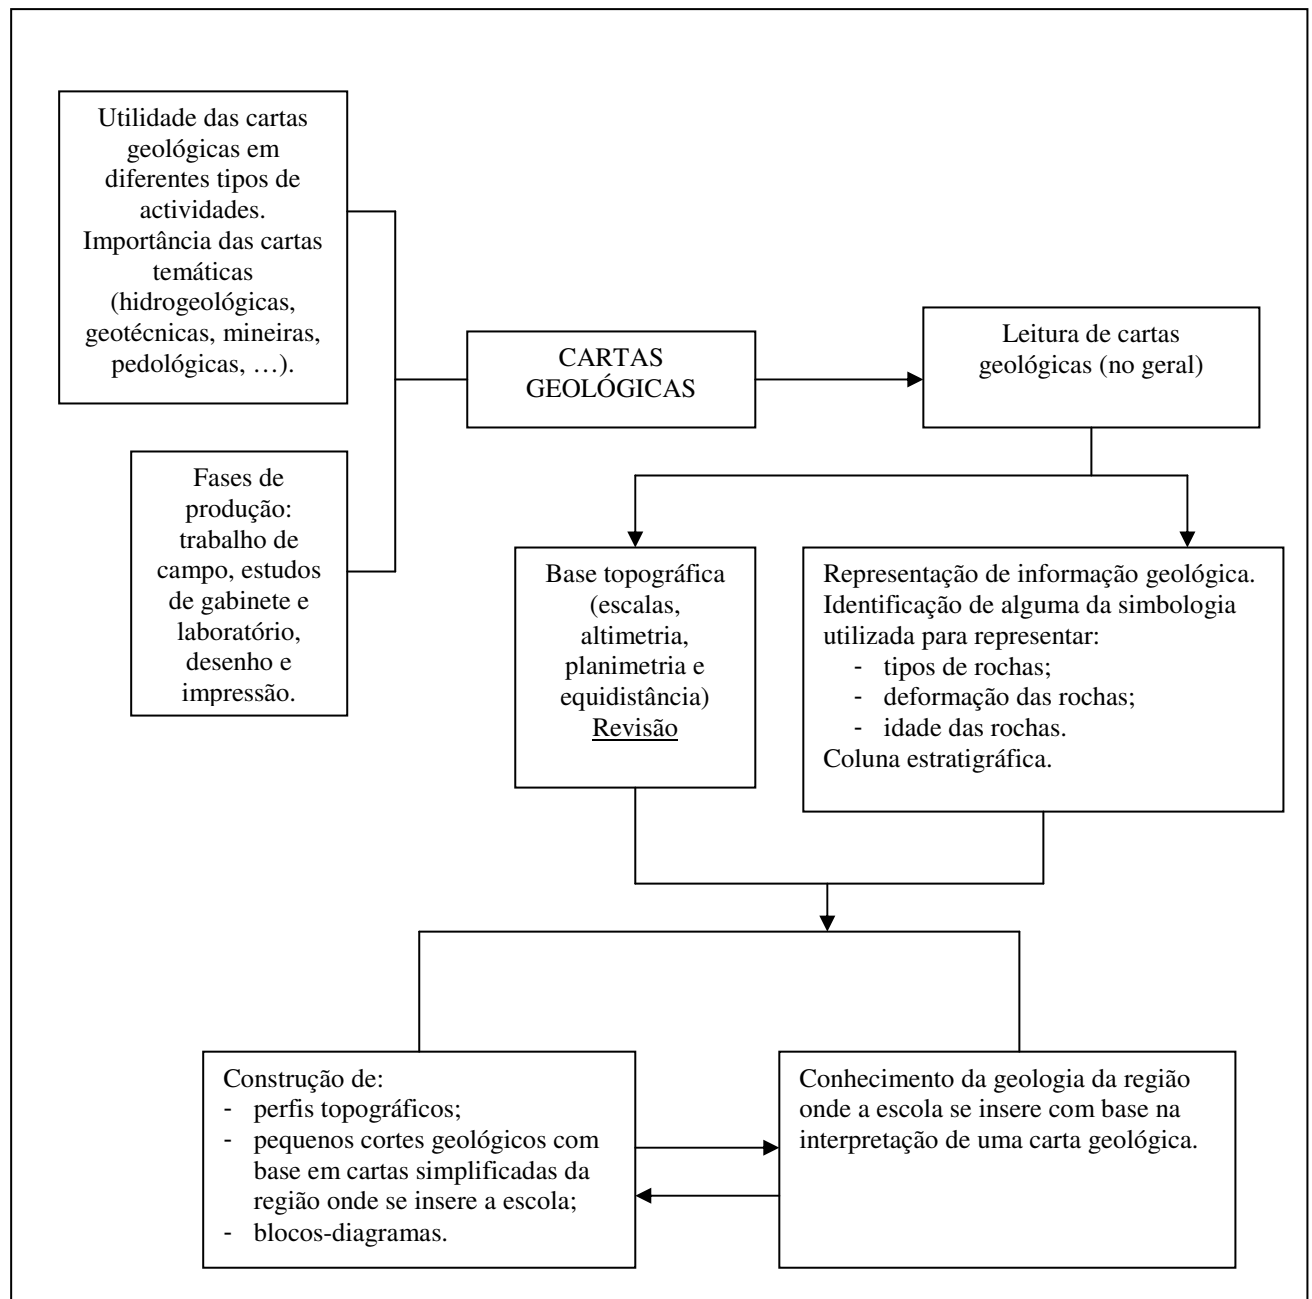 Utilidade das cartas
geológicas em
diferentes tipos de
actividades.
Importância das cartas
temáticas
(hidrogeológicas,
geotécnicas, mineiras,
pedológicas, …).
CARTAS
GEOLÓGICAS
Leitura de cartas
geológicas (no geral)
Fases de
produção:
trabalho de
campo, estudos
de gabinete e
laboratório,
desenho e
impressão.
Base topográfica
(escalas,
altimetria,
planimetria e
equidistância)
Revisão
Representação de informação geológica.
Identificação de alguma da simbologia
utilizada para representar:
- tipos de rochas;
- deformação das rochas;
- idade das rochas.
Coluna estratigráfica.
Construção de:
- perfis topográficos;
- pequenos cortes geológicos com
base em cartas simplificadas da
região onde se insere a escola;
- blocos-diagramas.
Conhecimento da geologia da região
onde a escola se insere com base na
interpretação de uma carta geológica.